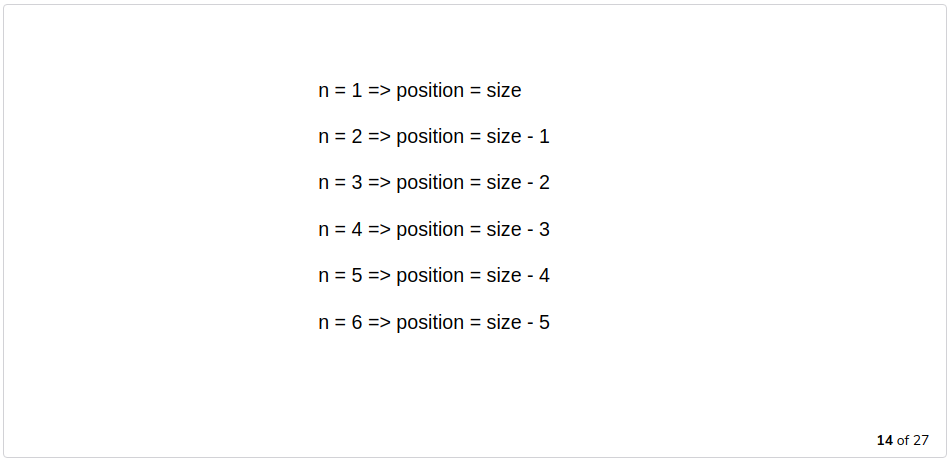 n = 1 => position = size
n = 2 => position = size - 1
n = 3 => position = size - 2
n = 4 => position = size - 3
n = 5 => position = size - 4
n = 6 => position = size - 5
14 of 27